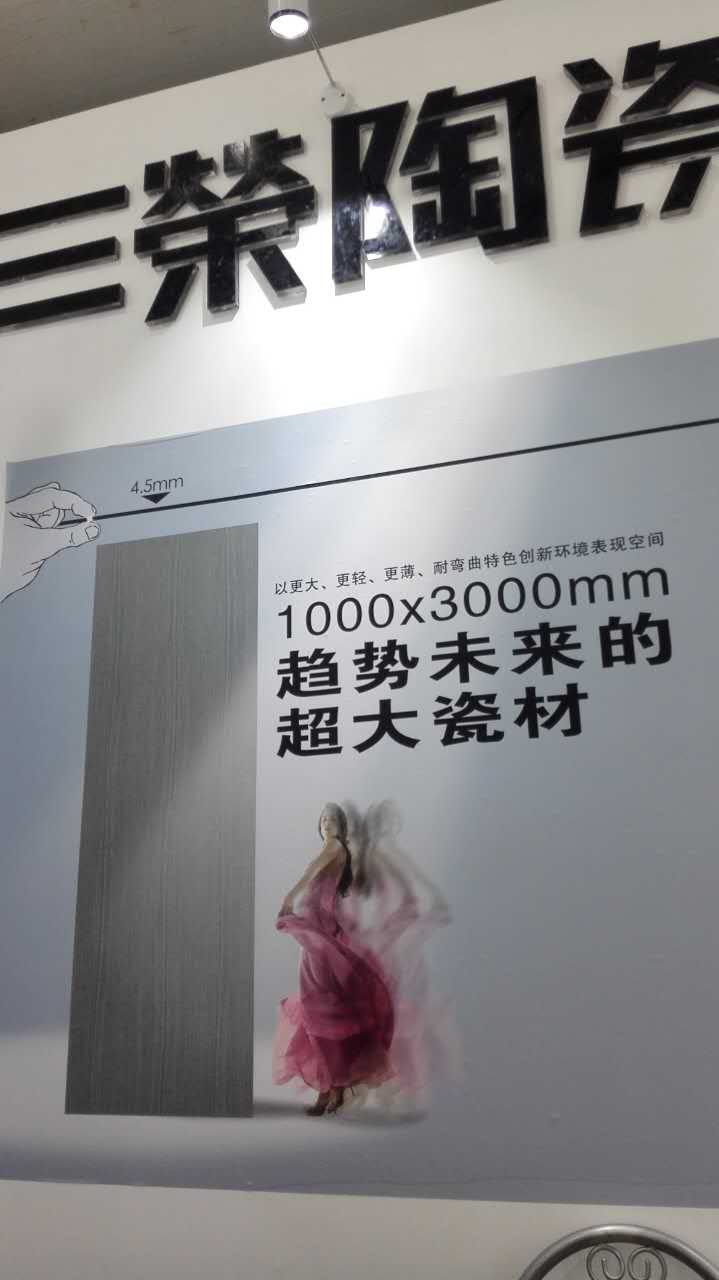 三榮陶瓷
4.5mm
以更大、更轻、更薄、耐弯曲特色创新环境表现空间
1000x3000mm
趋势未来的
超大瓷材